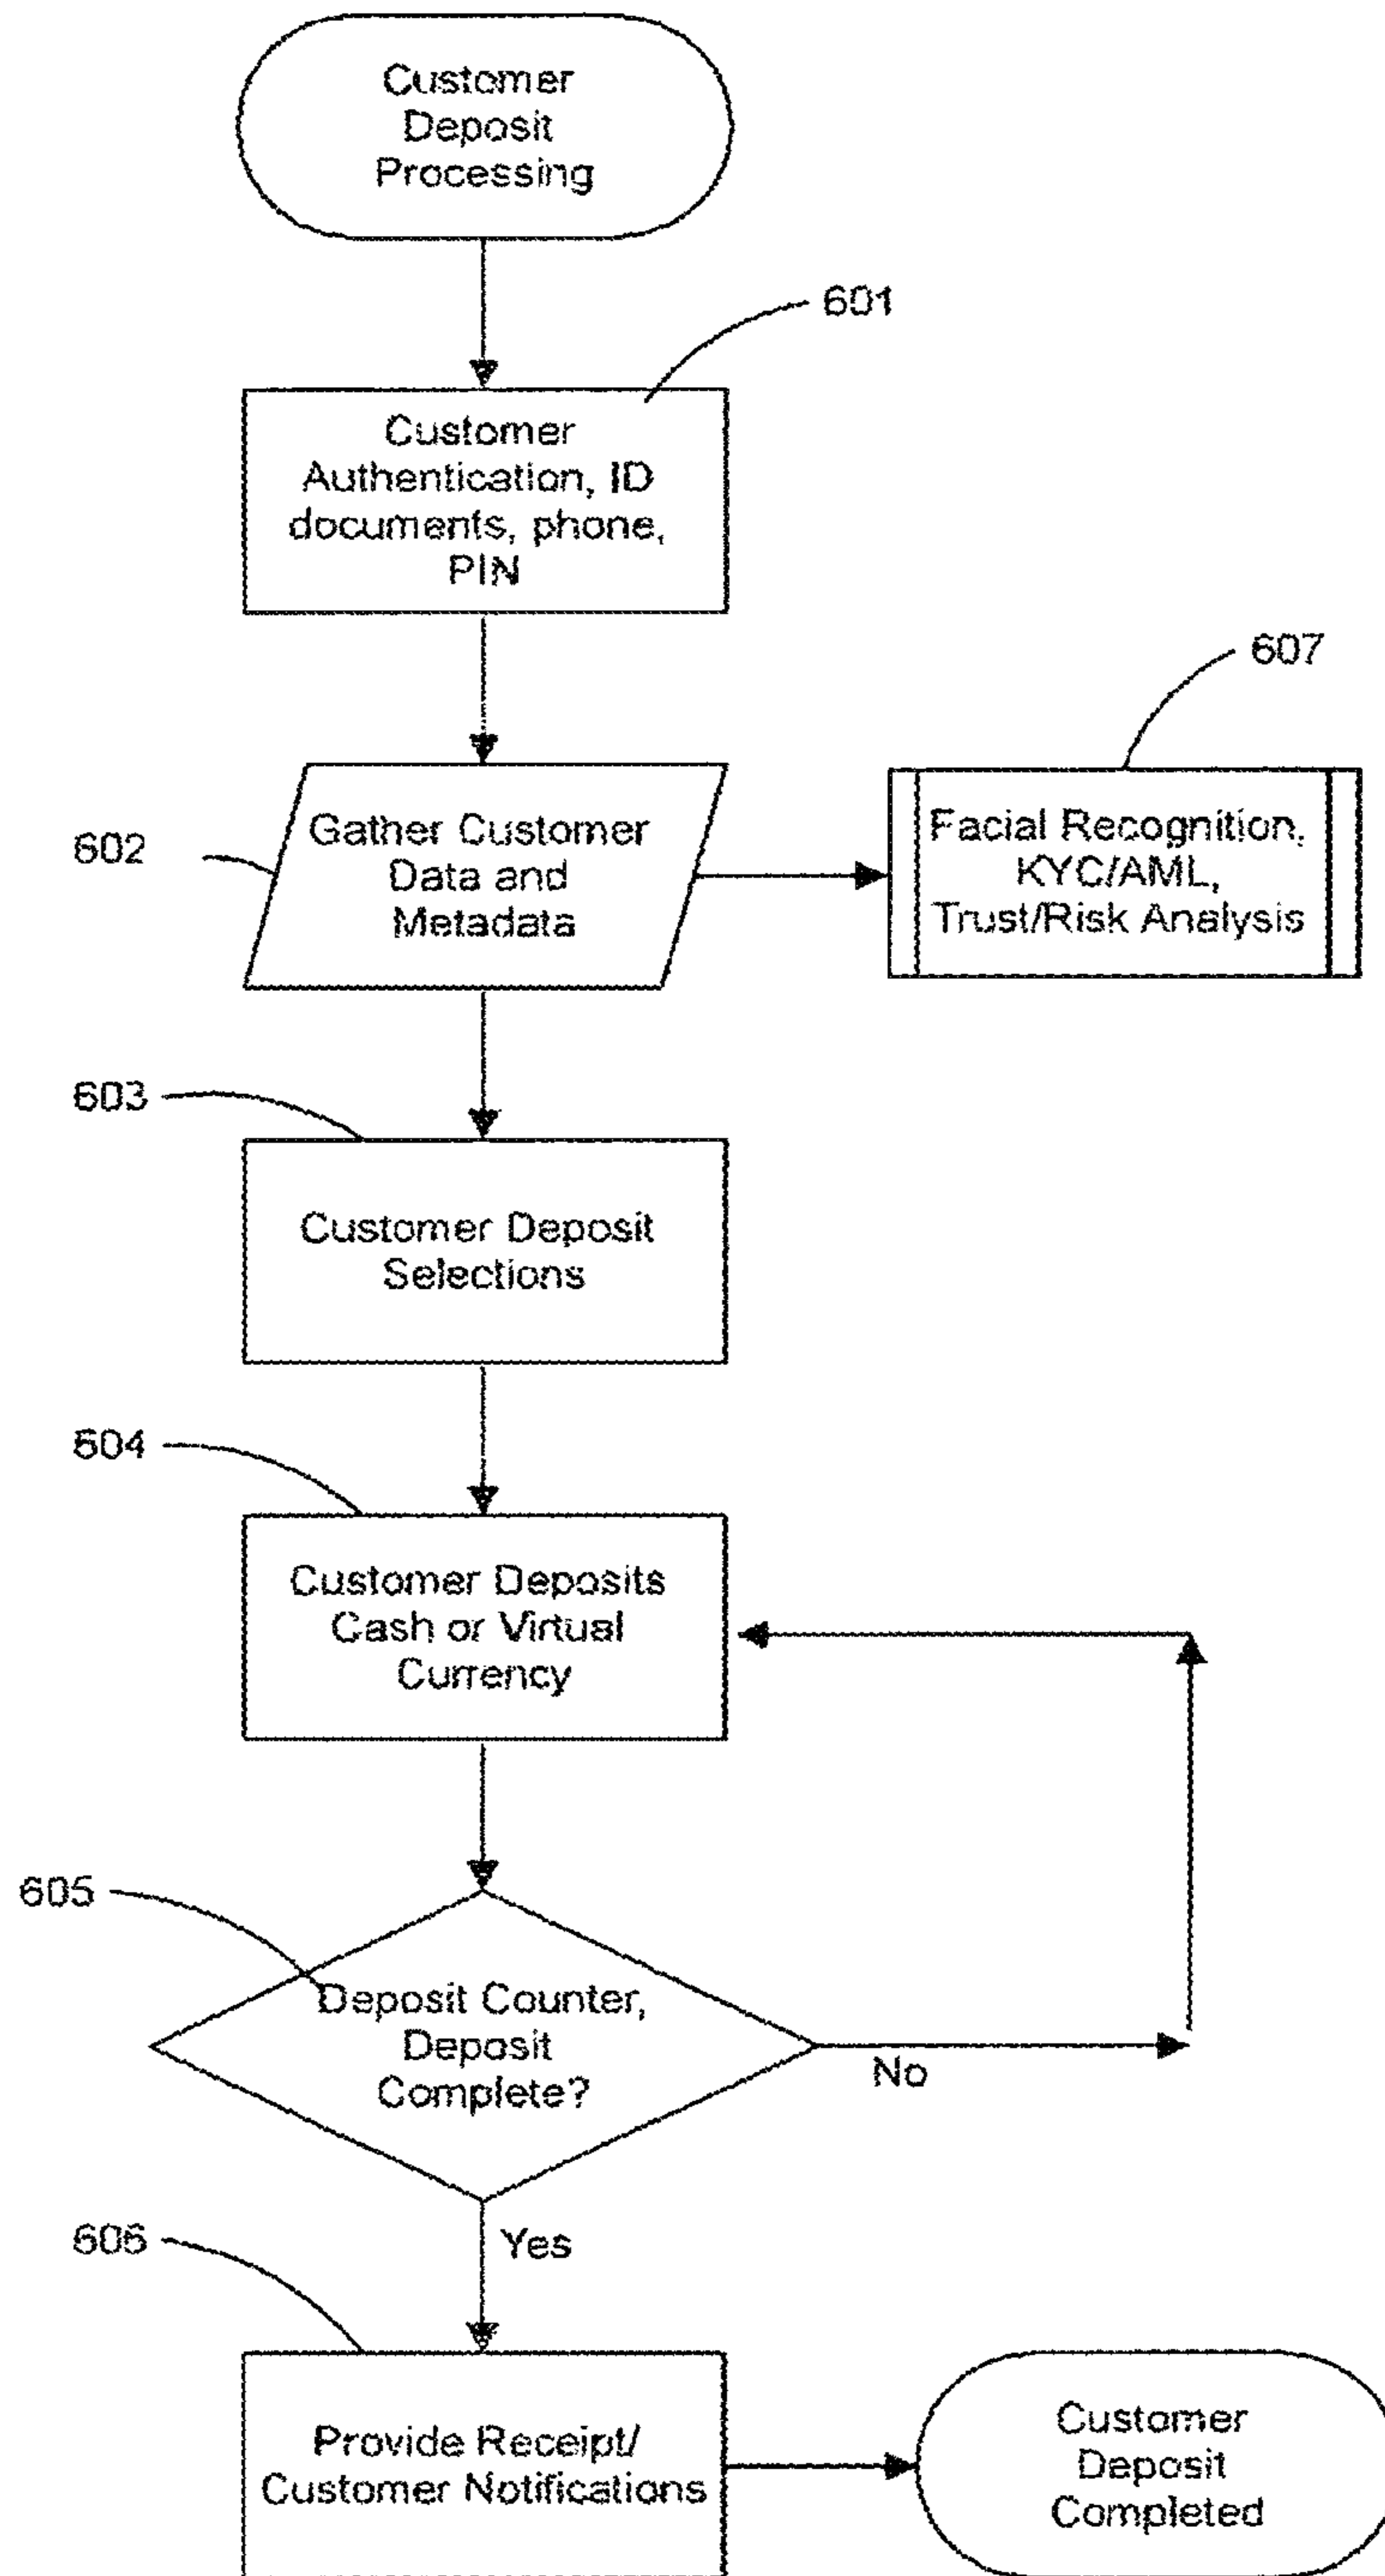 Customer
Deposit
Processing
601
Customer
Authentication, ID
documents, phone,
PIN
607
602
Gather Customer
Data and
Metadata
Facial Recognition,
KYC/AML,
Trust/Risk Analysis
603
Customer Deposit
Selections
604
Customer Deposits
Cash or Virtual
Currency
605
Deposit Counter,
Deposit
Complete?
No
606
Yes
Provide Receipt/
Customer Notifications
Customer
Deposit
Completed